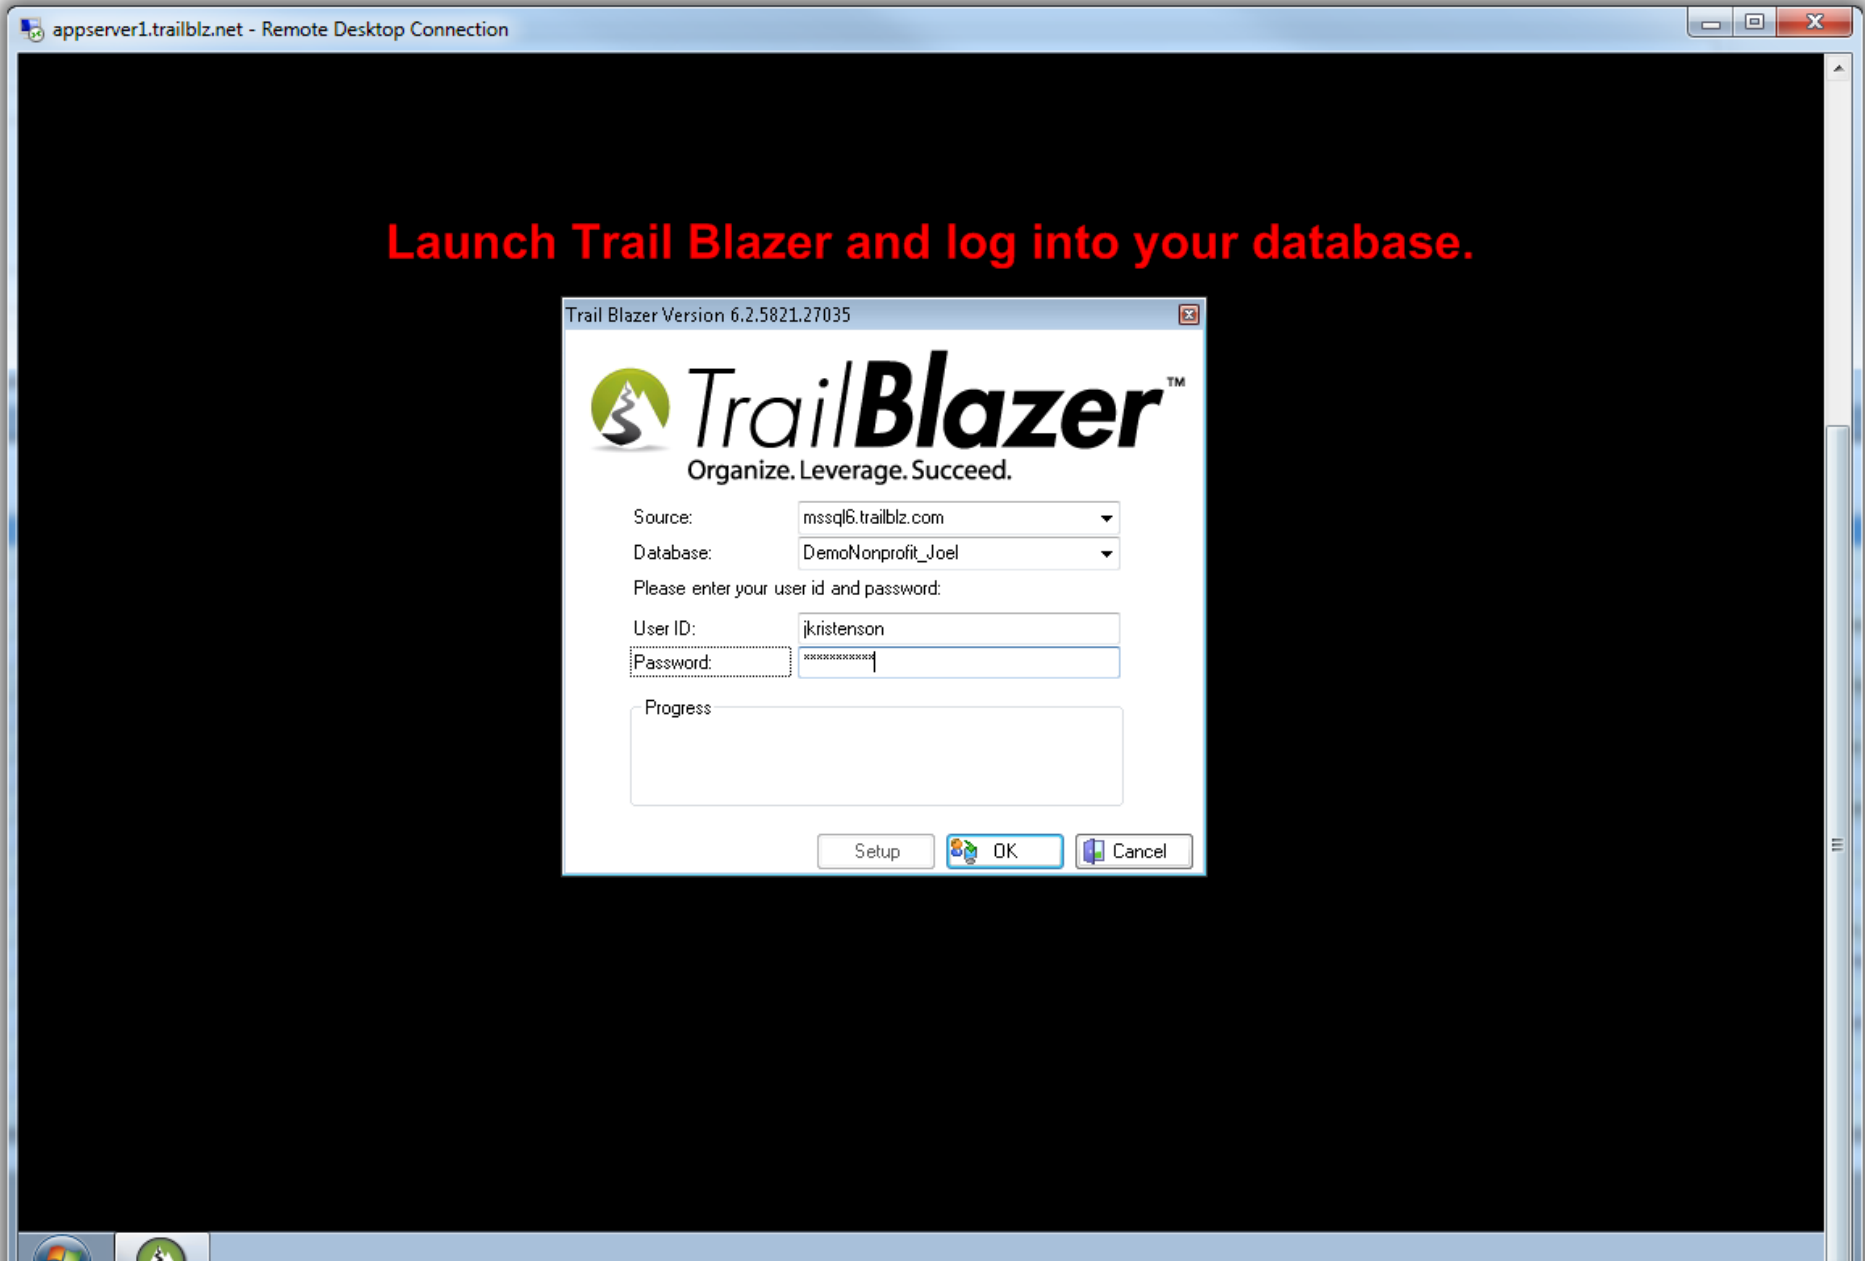 appserver1.trailblz.net - Remote Desktop Connection
Launch Trail Blazer and log into your database.
Trail Blazer Version 6.2.5821.27035
TrailBlazer™
Organize. Leverage. Succeed.
Source: mssql6.trailblz.com
Database: DemoNonprofit_Joel
Please enter your user id and password:
User ID: jkristenson
Password: ***********
Progress
Setup OK Cancel